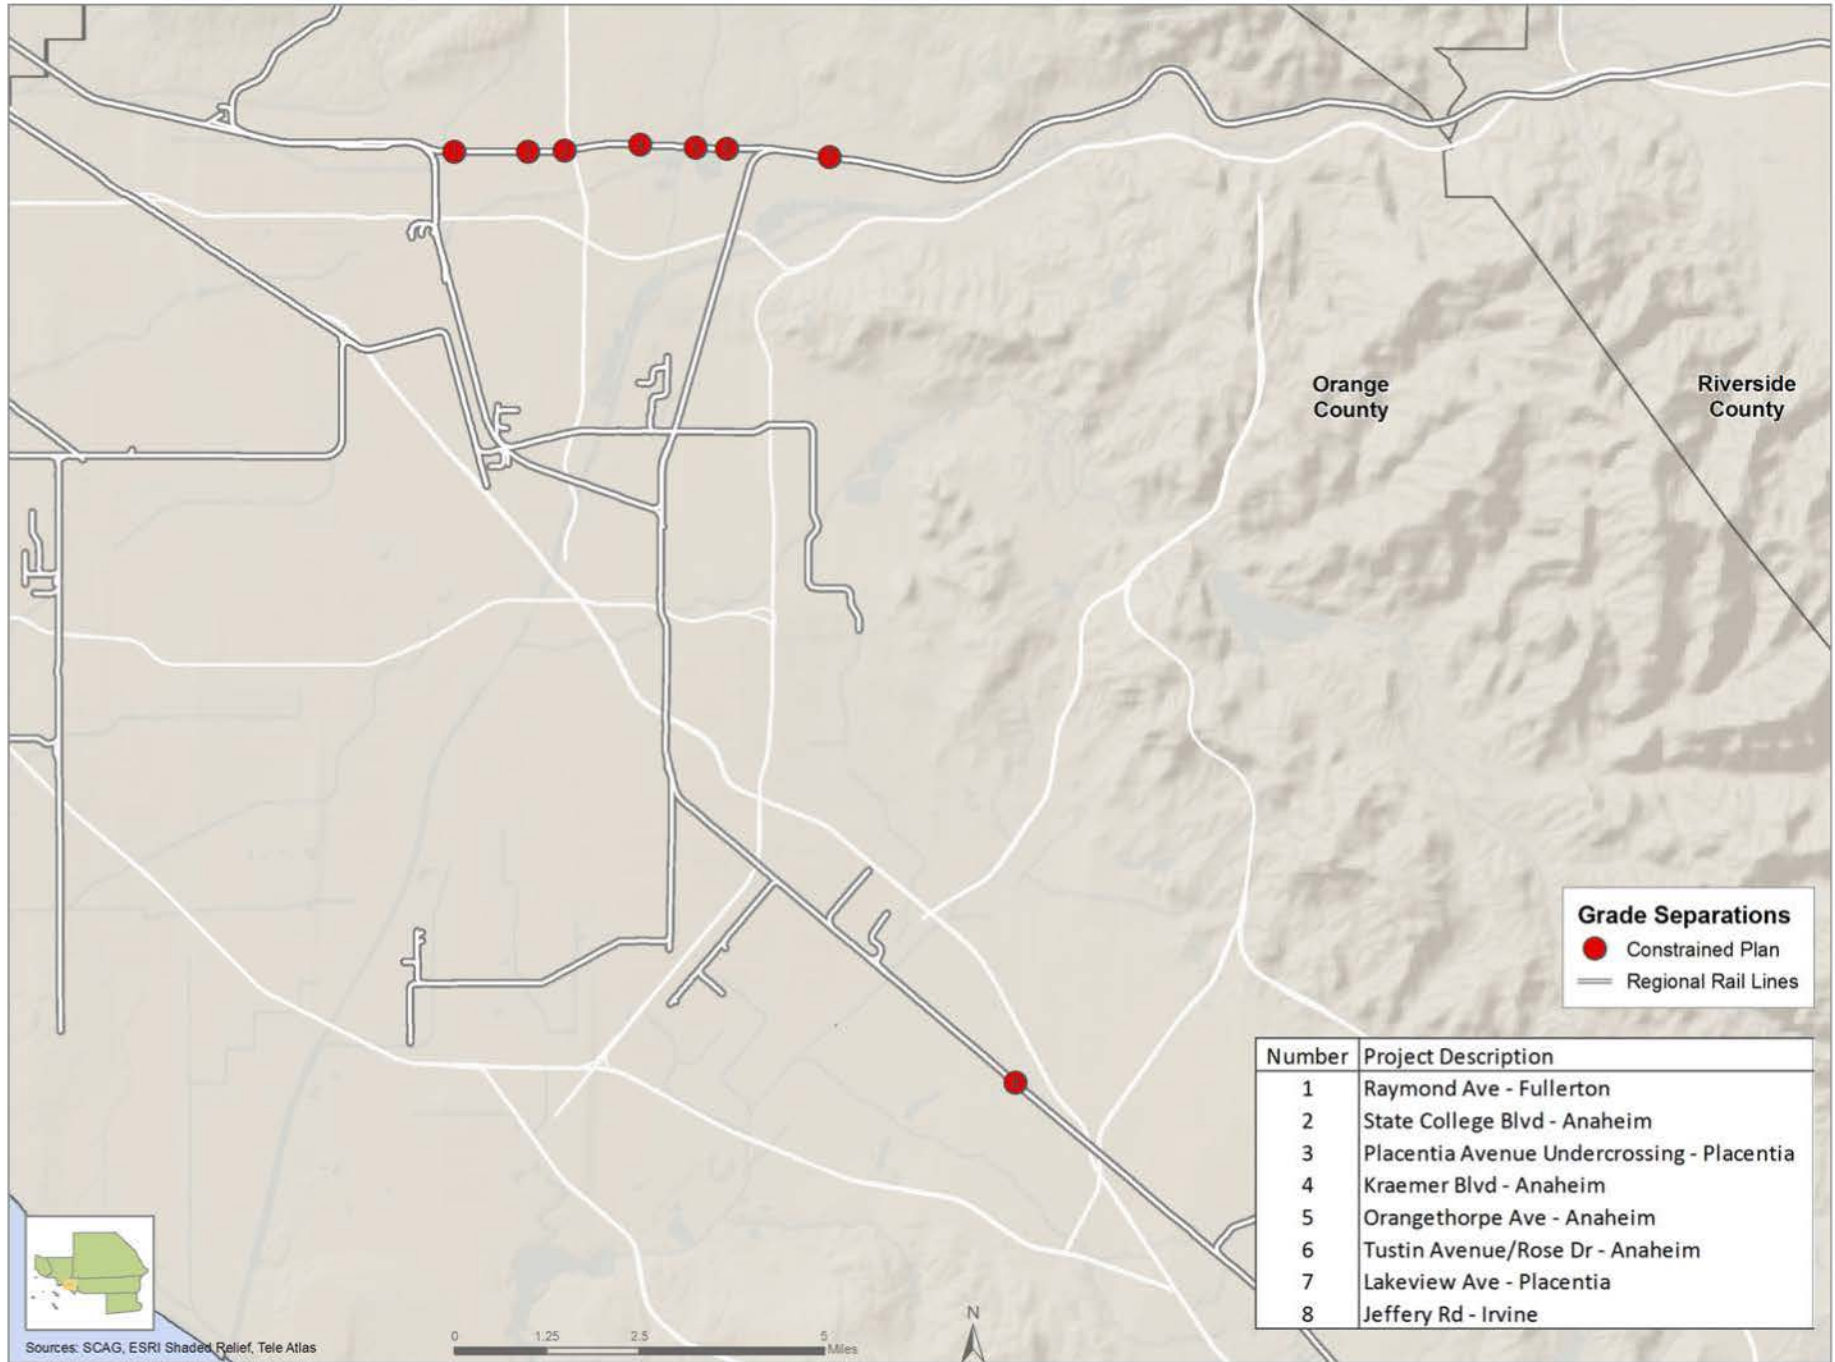 Orange
County
Riverside
County
Grade Separations
Constrained Plan
Regional Rail Lines
Number Project Description
1 Raymond Ave - Fullerton
2 State College Blvd - Anaheim
3 Placentia Avenue Undercrossing - Placentia
4 Kraemer Blvd - Anaheim
5 Orangethorpe Ave - Anaheim
6 Tustin Avenue/Rose Dr - Anaheim
7 Lakeview Ave - Placentia
8 Jeffery Rd - Irvine
N
0 1.25 2.5 5
Miles
Sources: SCAG, ESRI Shaded Relief, Tele Atlas